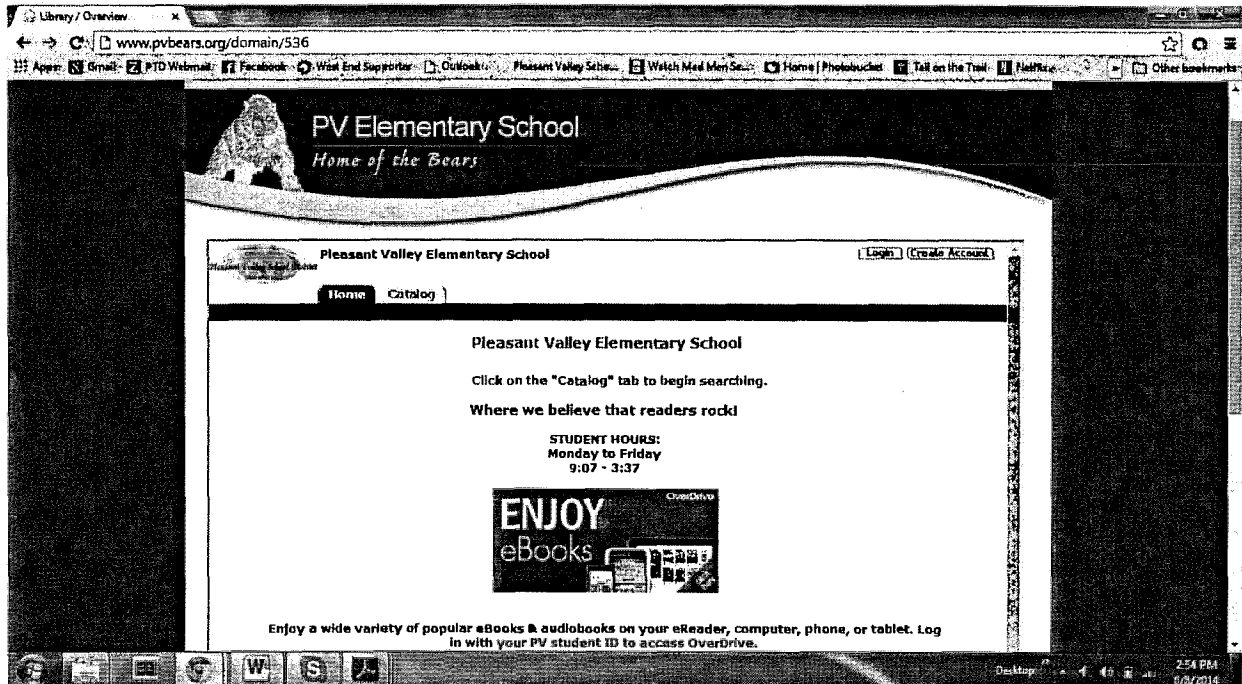 Library / Overview
www.pvbears.org/domain/536
Apps Gmail PTD Webmail Facebook West End Supporter Outlook Pleasant Valley Scho... Watch Mad Men Se... Home | Photobucket Tail on the Trail Other bookmarks
PV Elementary School
Home of the Bears
Pleasant Valley Elementary School
Login Create Account
Home Catalog
Pleasant Valley Elementary School
Click on the "Catalog" tab to begin searching.
Where we believe that readers rock!
STUDENT HOURS:
Monday to Friday
9:07 - 3:37
OverDrive
ENJOY
eBooks
Enjoy a wide variety of popular eBooks & audiobooks on your eReader, computer, phone, or tablet. Log
in with your PV student ID to access OverDrive.
Desktop
2:54 PM